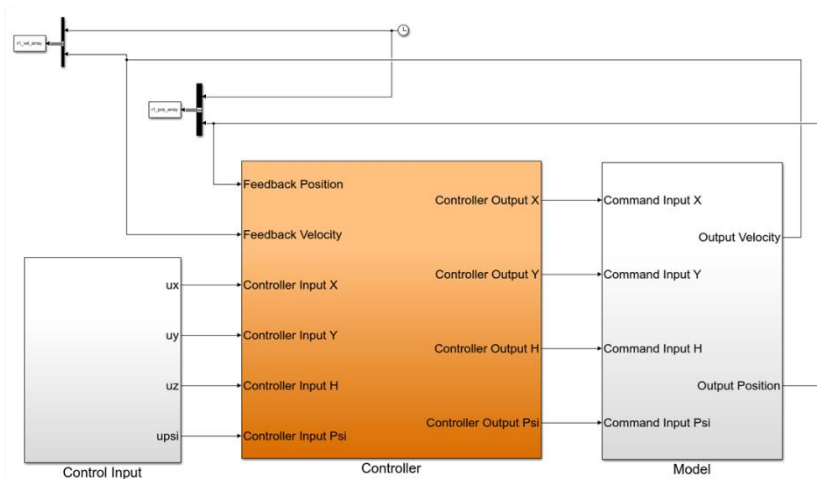 r1_vel_array
r1_pos_array
Feedback Position
Feedback Velocity
Controller Input X
Controller Input Y
Controller Input H
Controller Input Psi
Controller Output X
Controller Output Y
Controller Output H
Controller Output Psi
Controller
ux
uy
uz
upsi
Control Input
Command Input X
Command Input Y
Command Input H
Command Input Psi
Output Velocity
Output Position
Model